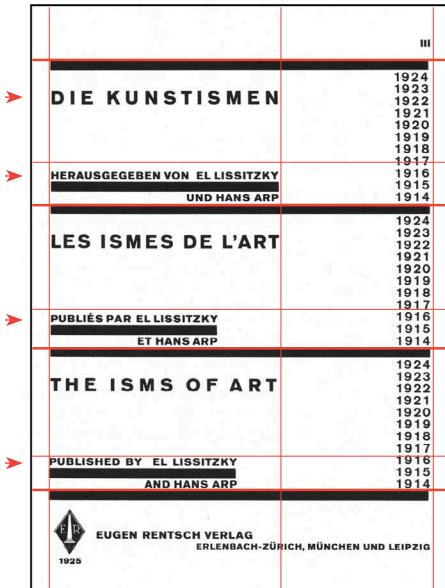 III
1924
1923
DIE KUNSTISMEN 1922
1921
1920
1919
1918
1917
HERAUSGEGEBEN VON EL LISSITZKY 1916
1915
UND HANS ARP 1914
1924
1923
LES ISMES DE L'ART 1922
1921
1920
1919
1918
1917
PUBLIÉS PAR EL LISSITZKY 1916
1915
ET HANS ARP 1914
1924
1923
THE ISMS OF ART 1922
1921
1920
1919
1918
1917
PUBLISHED BY EL LISSITZKY 1916
1915
AND HANS ARP 1914
ER
EUGEN RENTSCH VERLAG
ERLENBACH-ZÜRICH, MÜNCHEN UND LEIPZIG
1925